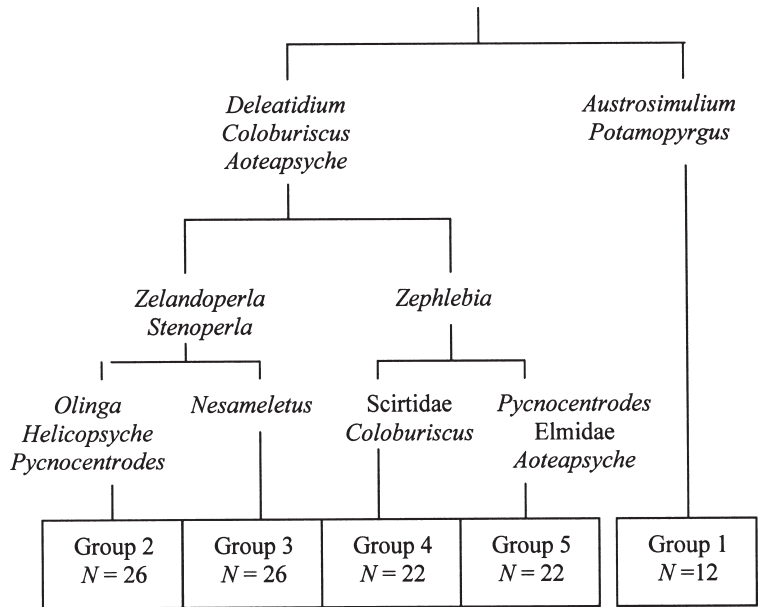 Deleatidium
Coloburiscus
Aoteapsyche
Austrosimulium
Potamopyrgus
Zelandoperla
Stenoperla
Zephlebia
Olinga
Helicopsyche
Pycnocentrodes
Nesameletus
Scirtidae
Coloburiscus
Pycnocentrodes
Elmidae
Aoteapsyche
Group 2
N = 26
Group 3
N = 26
Group 4
N = 22
Group 5
N = 22
Group 1
N =12